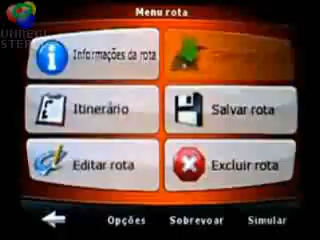 Menu rota
Informações da rota
Itinerário
Salvar rota
Editar rota
Excluir rota
Opções
Sobrevoar
Simular